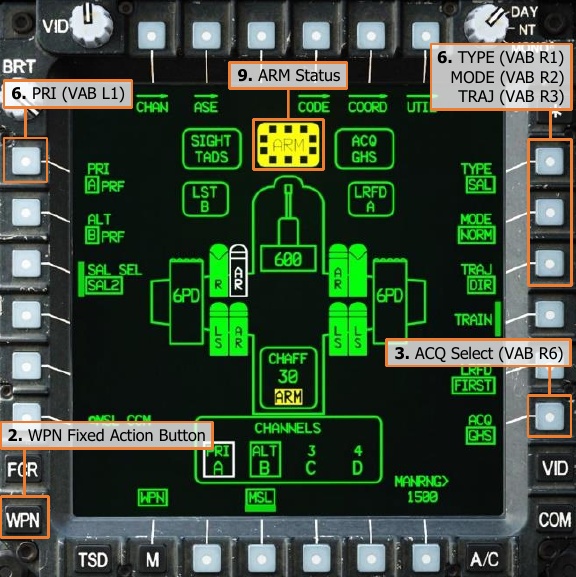 VID
DAY
NT
BRT
9. ARM Status
6. TYPE (VAB R1)
MODE (VAB R2)
TRAJ (VAB R3)
6. PRI (VAB L1)
CHAN
ASE
CODE
COORD
UTIL
SIGHT
TADS
ARM
ACQ
GHS
PRI
A PRF
LST
B
LRFD
A
TYPE
SAL
ALT
B PRF
MODE
NORM
SAL SEL
SAL2
600
TRAJ
DIR
R
A R
A R
R
6PD
6PD
TRAIN
L S
A R
L S
L S
3. ACQ Select (VAB R6)
CHAFF
30
ARM
LRFD
FIRST
MSL CCM
ACQ
GHS
CHANNELS
2. WPN Fixed Action Button
PRI
A
ALT
B
3
C
4
D
FCR
VID
MANRNG>
1500
WPN
MSL
WPN
COM
TSD
M
A/C